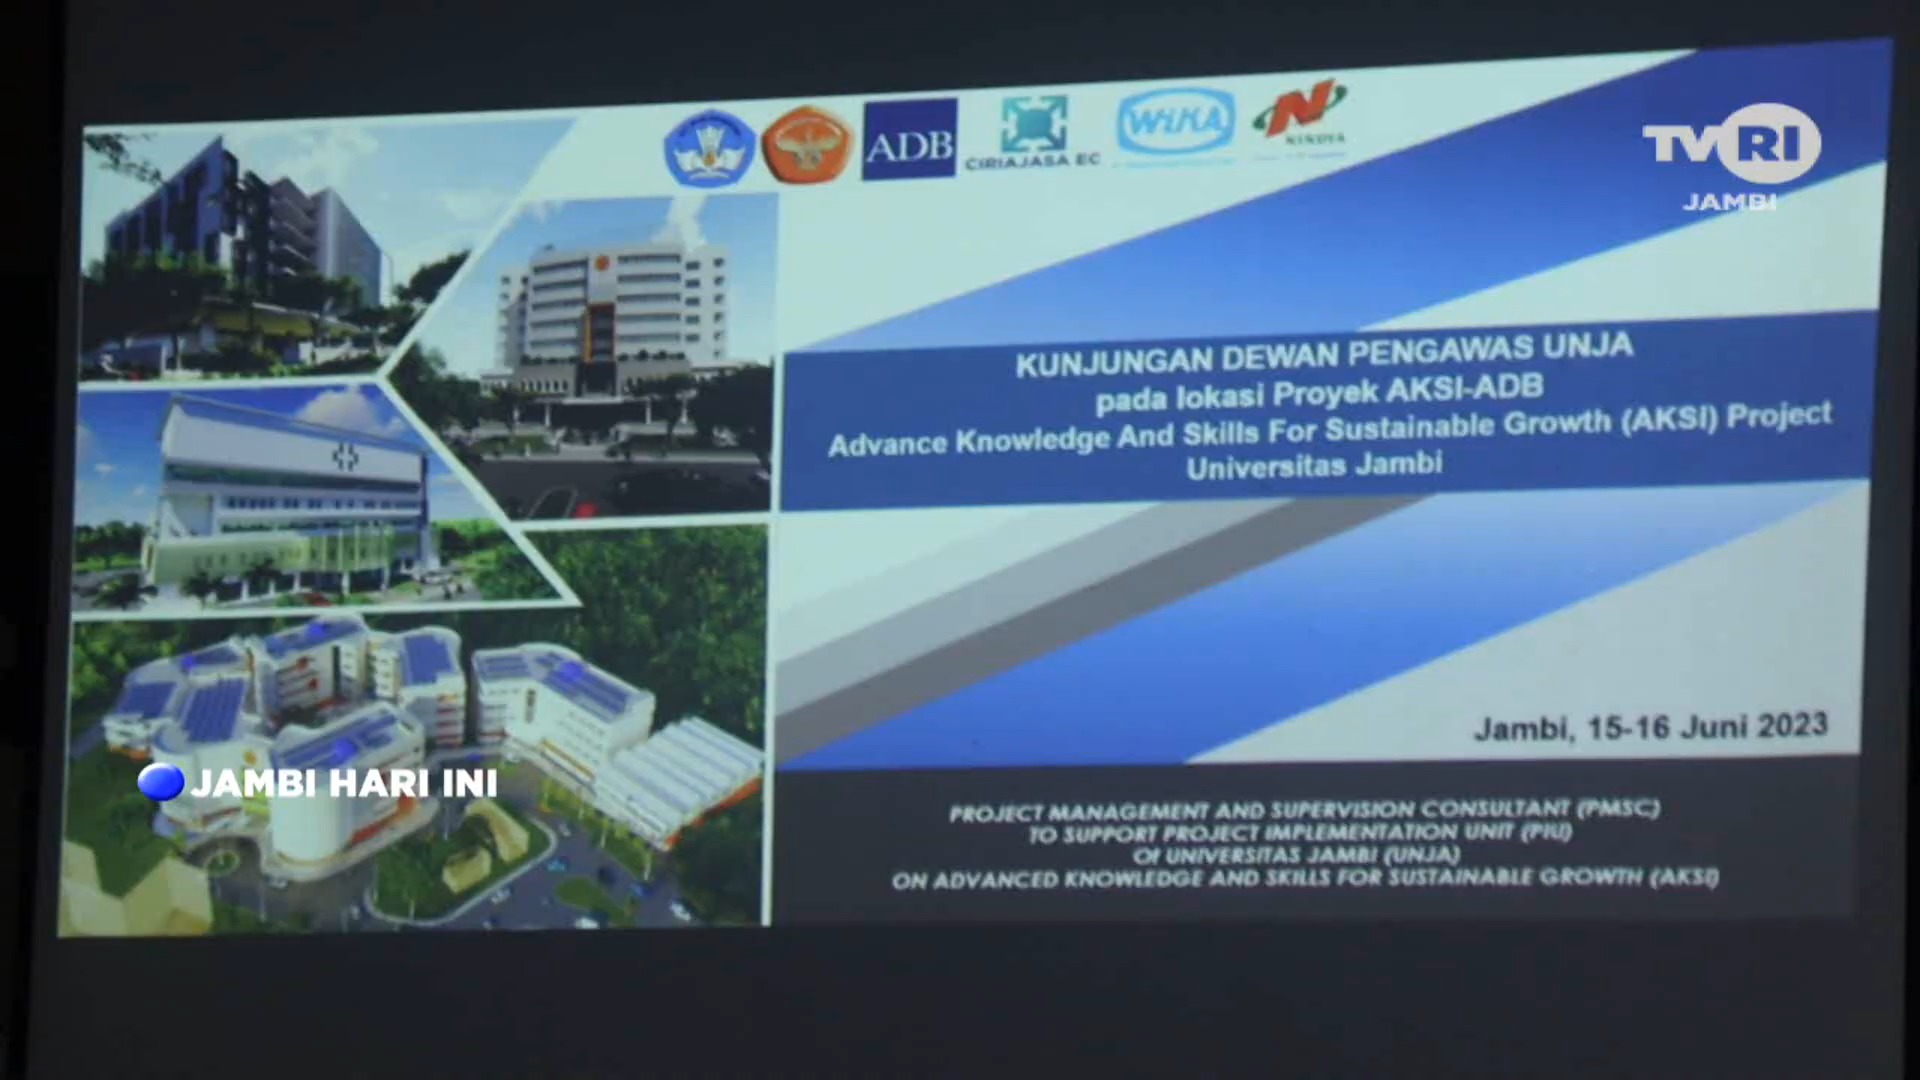 ADB
CIRIAJASA EC
WIKA
NINDYA
TVRI
JAMBI
KUNJUNGAN DEWAN PENGAWAS UNJA
pada lokasi Proyek AKSI-ADB
Advance Knowledge And Skills For Sustainable Growth (AKSI) Project
Universitas Jambi
Jambi, 15-16 Juni 2023
JAMBI HARI INI
PROJECT MANAGEMENT AND SUPERVISION CONSULTANT (PMSC)
TO SUPPORT PROJECT IMPLEMENTATION UNIT (PIU)
Of UNIVERSITAS JAMBI (UNJA)
ON ADVANCED KNOWLEDGE AND SKILLS FOR SUSTAINABLE GROWTH (AKSI)